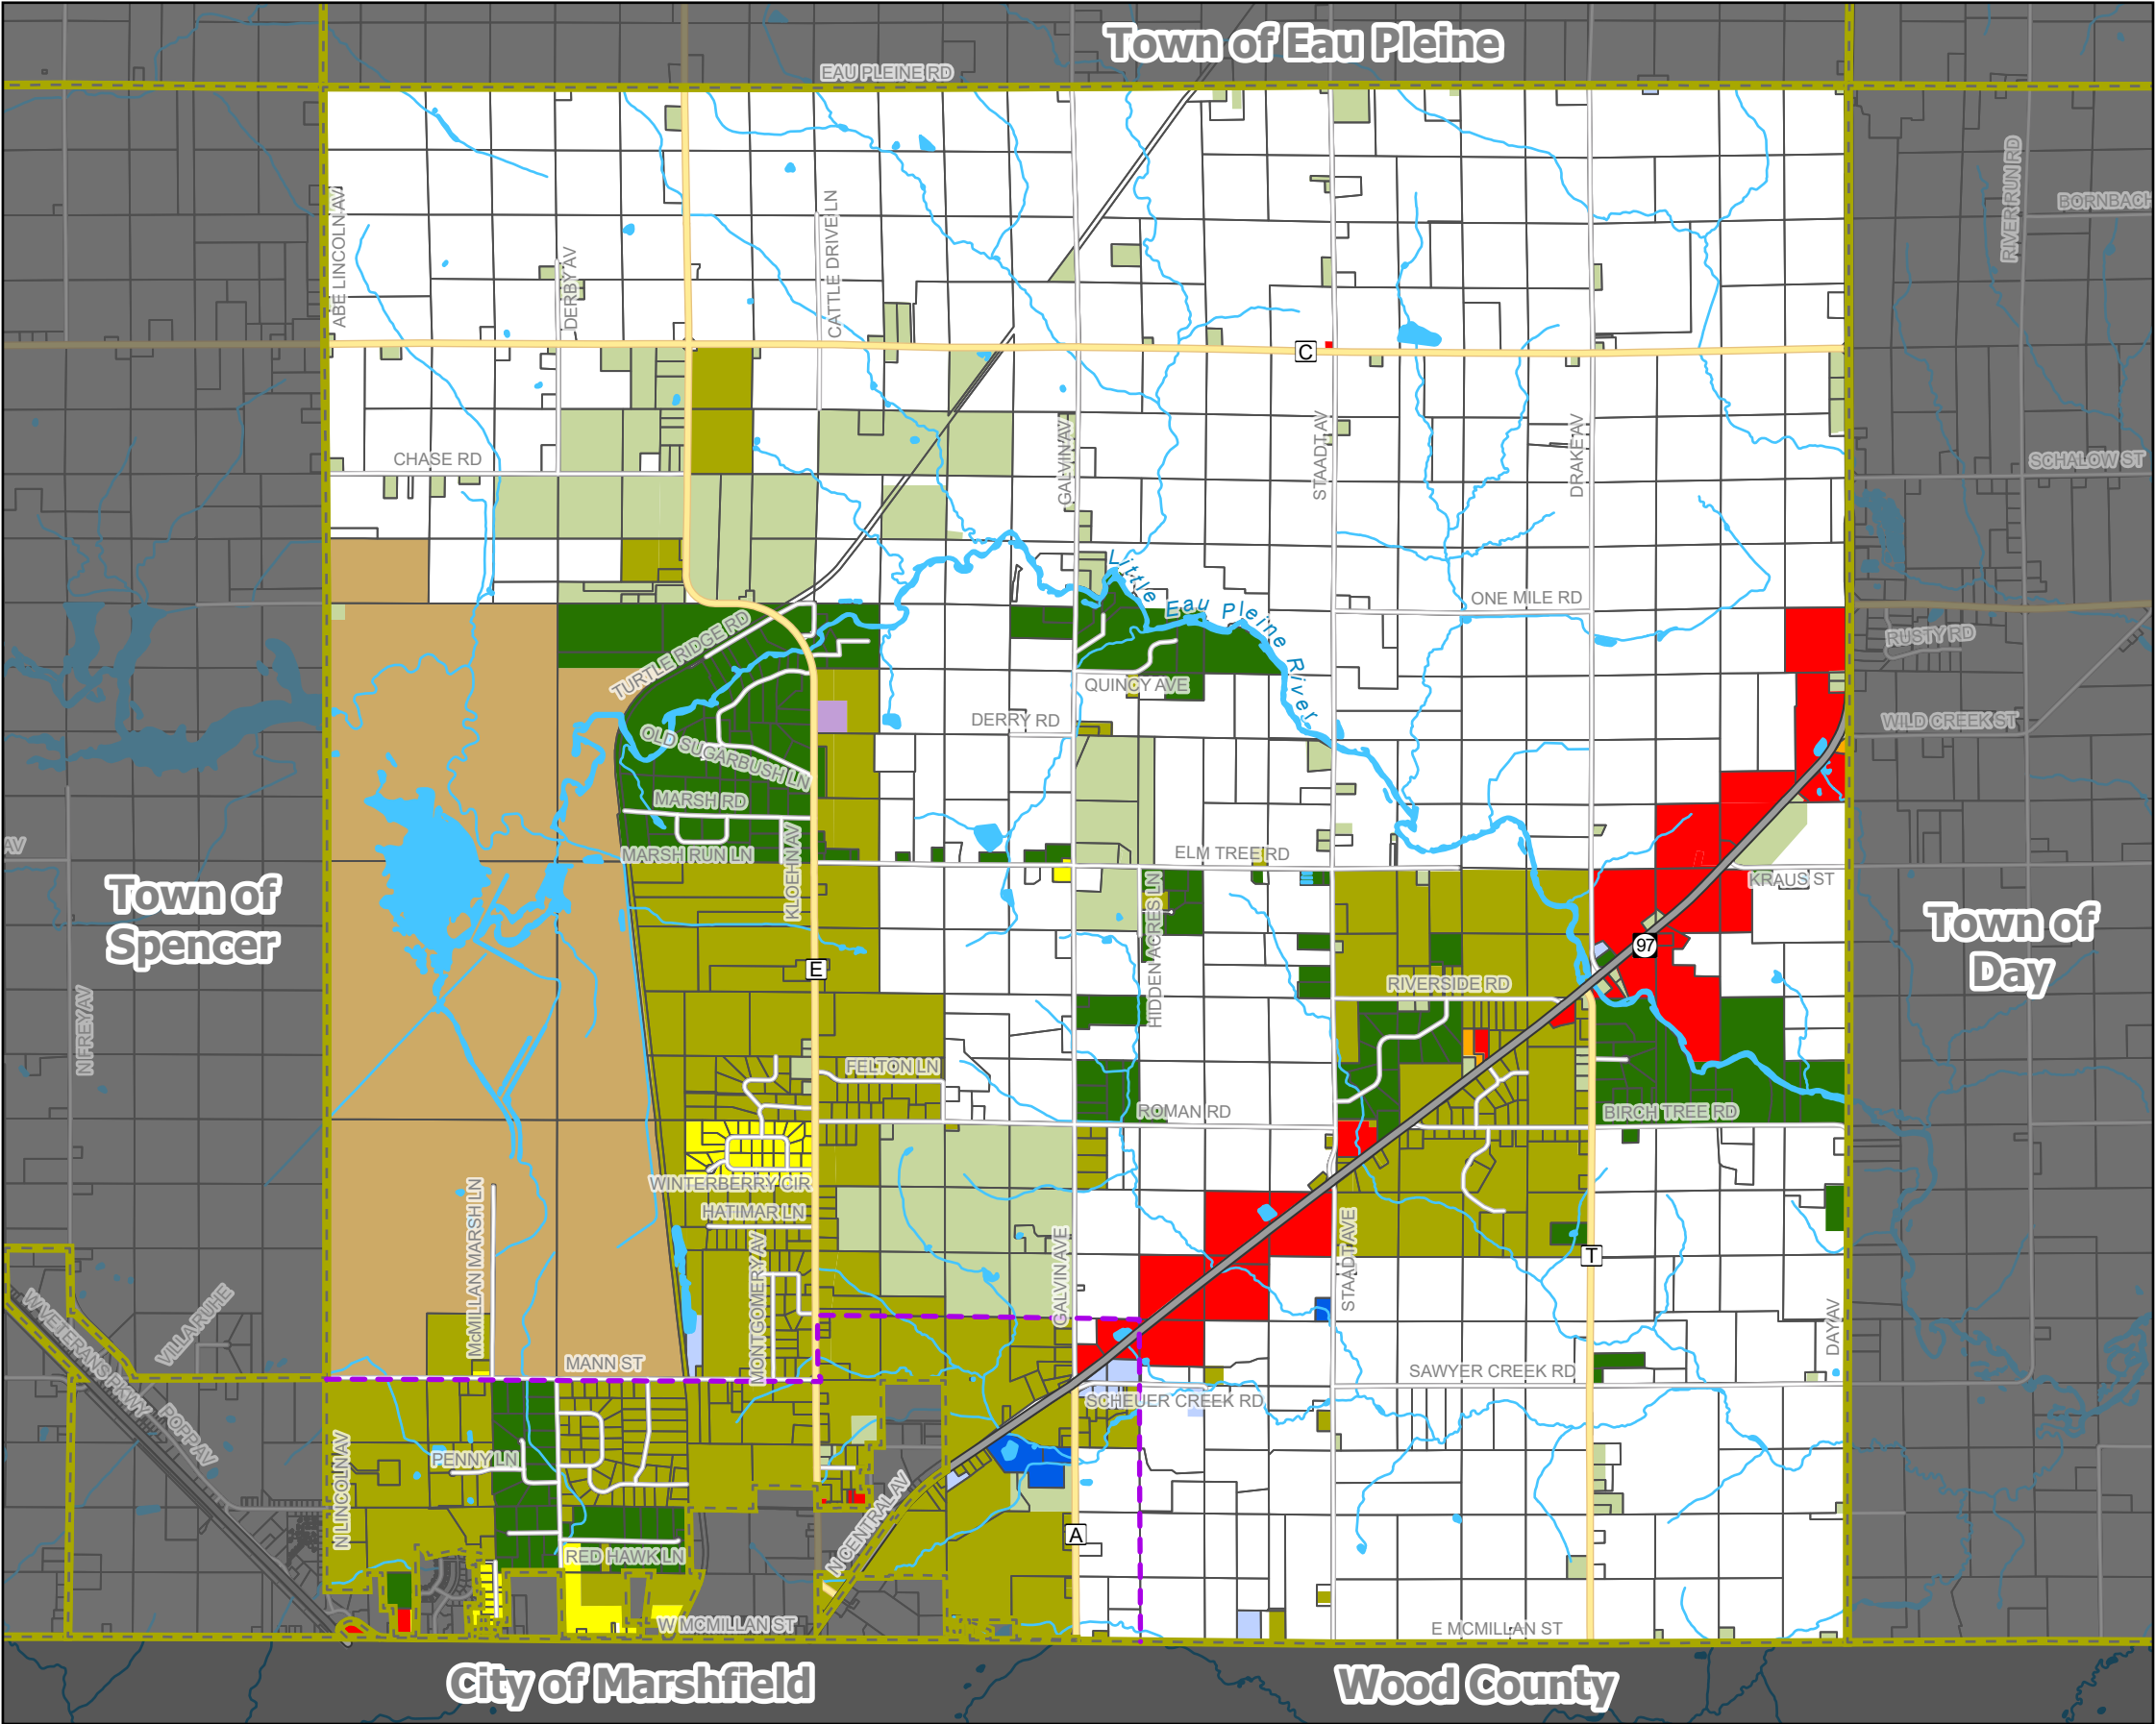 Town of Eau Pleine
EAU PLEINE RD
RIVER RUN RD
BORNBACH
ABE LINCOLN AV
DERBY AV
CATTLE DRIVE LN
C
CHASE RD
GALVIN AV
STAADT AV
DRAKE AV
SCHALOW ST
Little Eau Pleine River
ONE MILE RD
RUSTY RD
TURTLE RIDGE RD
QUINCY AVE
DERRY RD
WILD CREEK ST
OLD SUGARBUSH LN
MARSH RD
MARSH RUN LN
KLOEHN AV
ELM TREE RD
KRAUS ST
AV
Town of
Spencer
HIDDEN ACRES LN
97
Town of
Day
E
RIVERSIDE RD
N FREY AV
FELTON LN
ROMAN RD
BIRCH TREE RD
WINTERBERRY CIR
HATIMAR LN
McMILLAN MARSH LN
MONTGOMERY AV
GALVIN AVE
STAADT AVE
T
DAY AV
VILLA RUHE
W VETERANS PKWY
POPP AV
MANN ST
SAWYER CREEK RD
SCHEUER CREEK RD
PENNY LN
N LINCOLN AV
N CENTRAL AV
A
RED HAWK LN
W McMILLAN ST
E MCMILLAN ST
City of Marshfield
Wood County